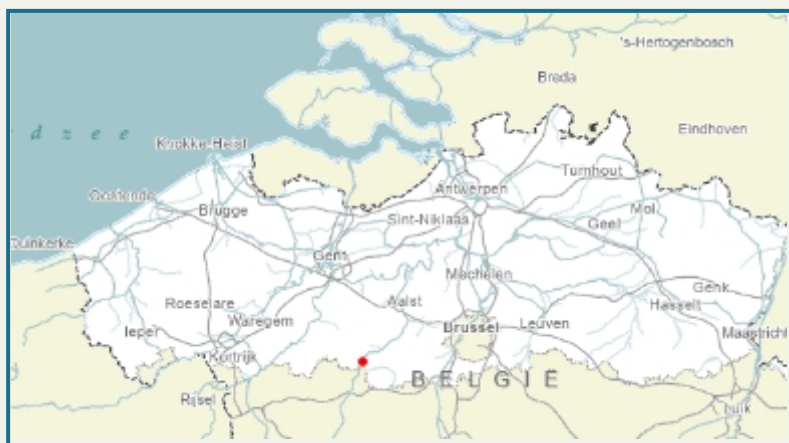 's-Hertogenbosch
Breda
Eindhoven
d z e e
Knokke-Heist
Turnhout
Antwerpen
Oostende
Brugge
Sint-Niklaas
Mol
Geel
Duinkerke
Gent
Mechelen
Genk
Roeselare
Aalst
Hasselt
Ieper
Waregem
Brussel
Leuven
Maastricht
Kortrijk
BELGIË
Rijsel
Luik